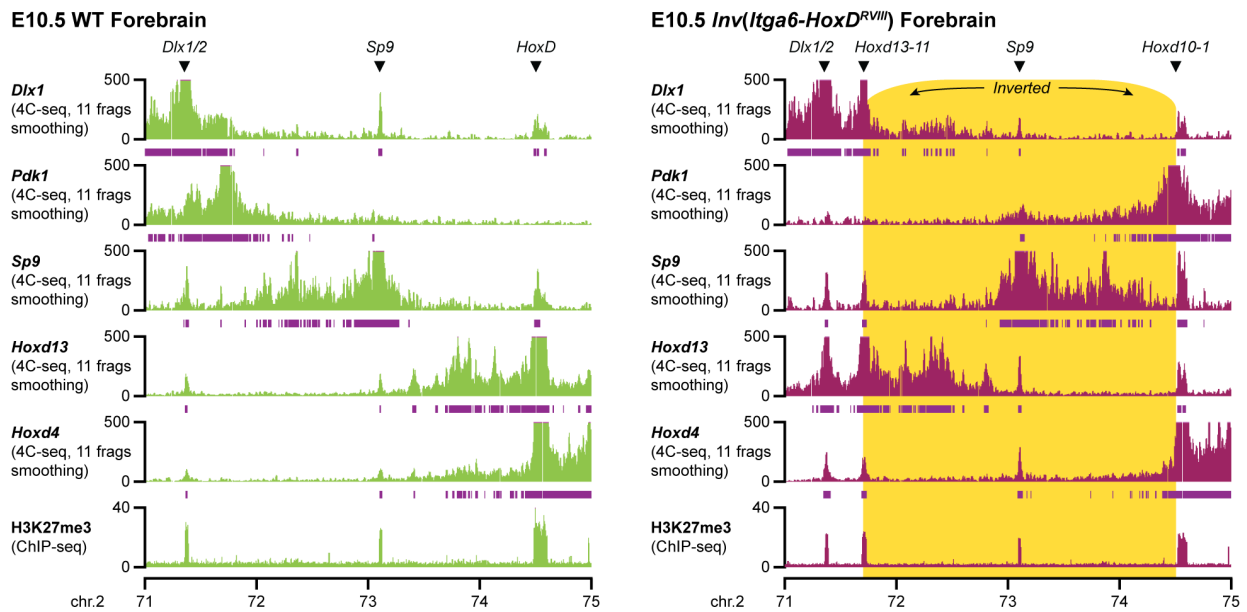 E10.5 WT Forebrain
Dlx1/2 Sp9 HoxD
Dlx1
(4C-seq, 11 frags
smoothing)
500
0
Pdk1
(4C-seq, 11 frags
smoothing)
500
0
Sp9
(4C-seq, 11 frags
smoothing)
500
0
Hoxd13
(4C-seq, 11 frags
smoothing)
500
0
Hoxd4
(4C-seq, 11 frags
smoothing)
500
0
H3K27me3
(ChIP-seq)
40
0
chr.2 71 72 73 74 75
E10.5 Inv(Itga6-HoxD^RVIII) Forebrain
Dlx1/2 Hoxd13-11 Sp9 Hoxd10-1
Inverted
Dlx1
(4C-seq, 11 frags
smoothing)
500
0
Pdk1
(4C-seq, 11 frags
smoothing)
500
0
Sp9
(4C-seq, 11 frags
smoothing)
500
0
Hoxd13
(4C-seq, 11 frags
smoothing)
500
0
Hoxd4
(4C-seq, 11 frags
smoothing)
500
0
H3K27me3
(ChIP-seq)
40
0
chr.2 71 72 73 74 75